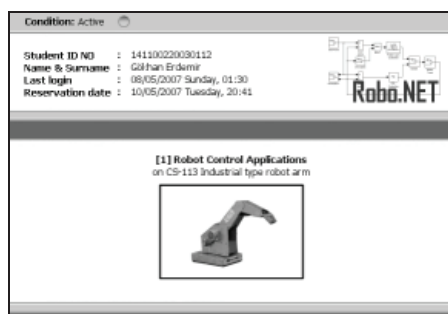 Condition: Active
Student ID NO : 141100220030112
Name & Surname : Gökhan Erdemir
Last login : 08/05/2007 Sunday, 01:30
Reservation date : 10/05/2007 Tuesday, 20:41
Robo.NET
[1] Robot Control Applications
on CS-113 Industrial type robot arm